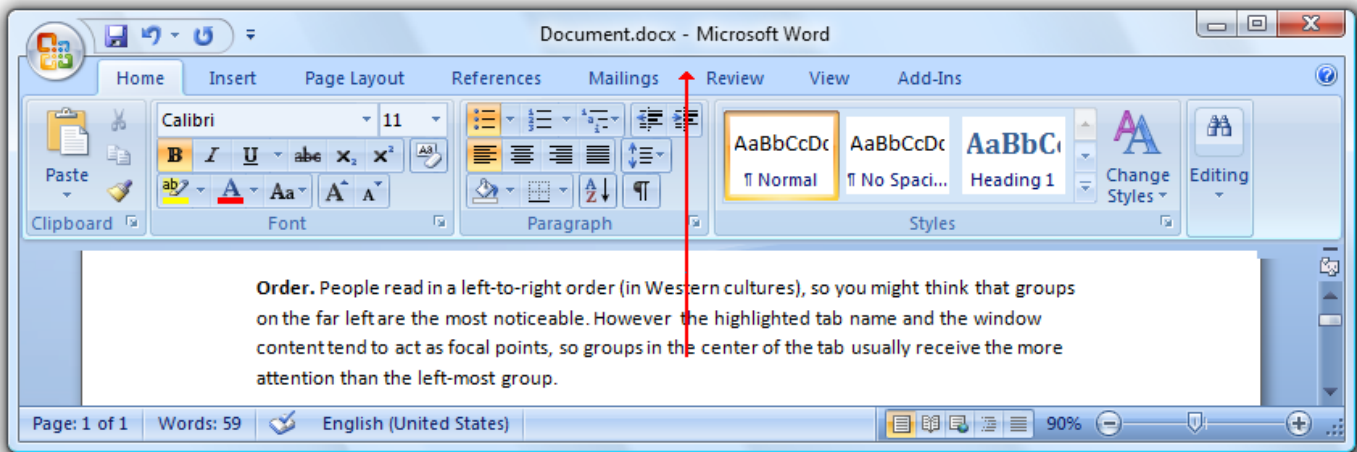 Document.docx - Microsoft Word
Home Insert Page Layout References Mailings Review View Add-Ins
Calibri 11
AaBbCcDc AaBbCcDc AaBbC
B I U abe x₂ x² Aa A A
Paste ¶ Normal ¶ No Spaci... Heading 1 Change Styles Editing
Clipboard Font Paragraph Styles
Order. People read in a left-to-right order (in Western cultures), so you might think that groups
on the far left are the most noticeable. However the highlighted tab name and the window
content tend to act as focal points, so groups in the center of the tab usually receive the more
attention than the left-most group.
Page: 1 of 1 Words: 59 English (United States) 90%